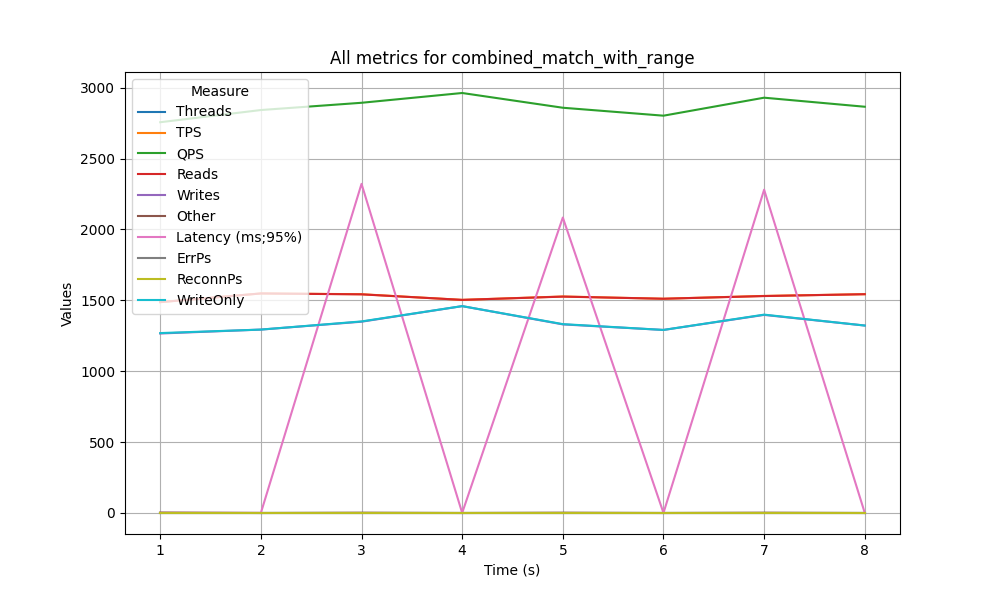 All metrics for combined_match_with_range
Measure
Threads
TPS
QPS
Reads
Writes
Other
Latency (ms;95%)
ErrPs
ReconnPs
WriteOnly
3000
2500
2000
1500
1000
500
0
Values
1 2 3 4 5 6 7 8
Time (s)